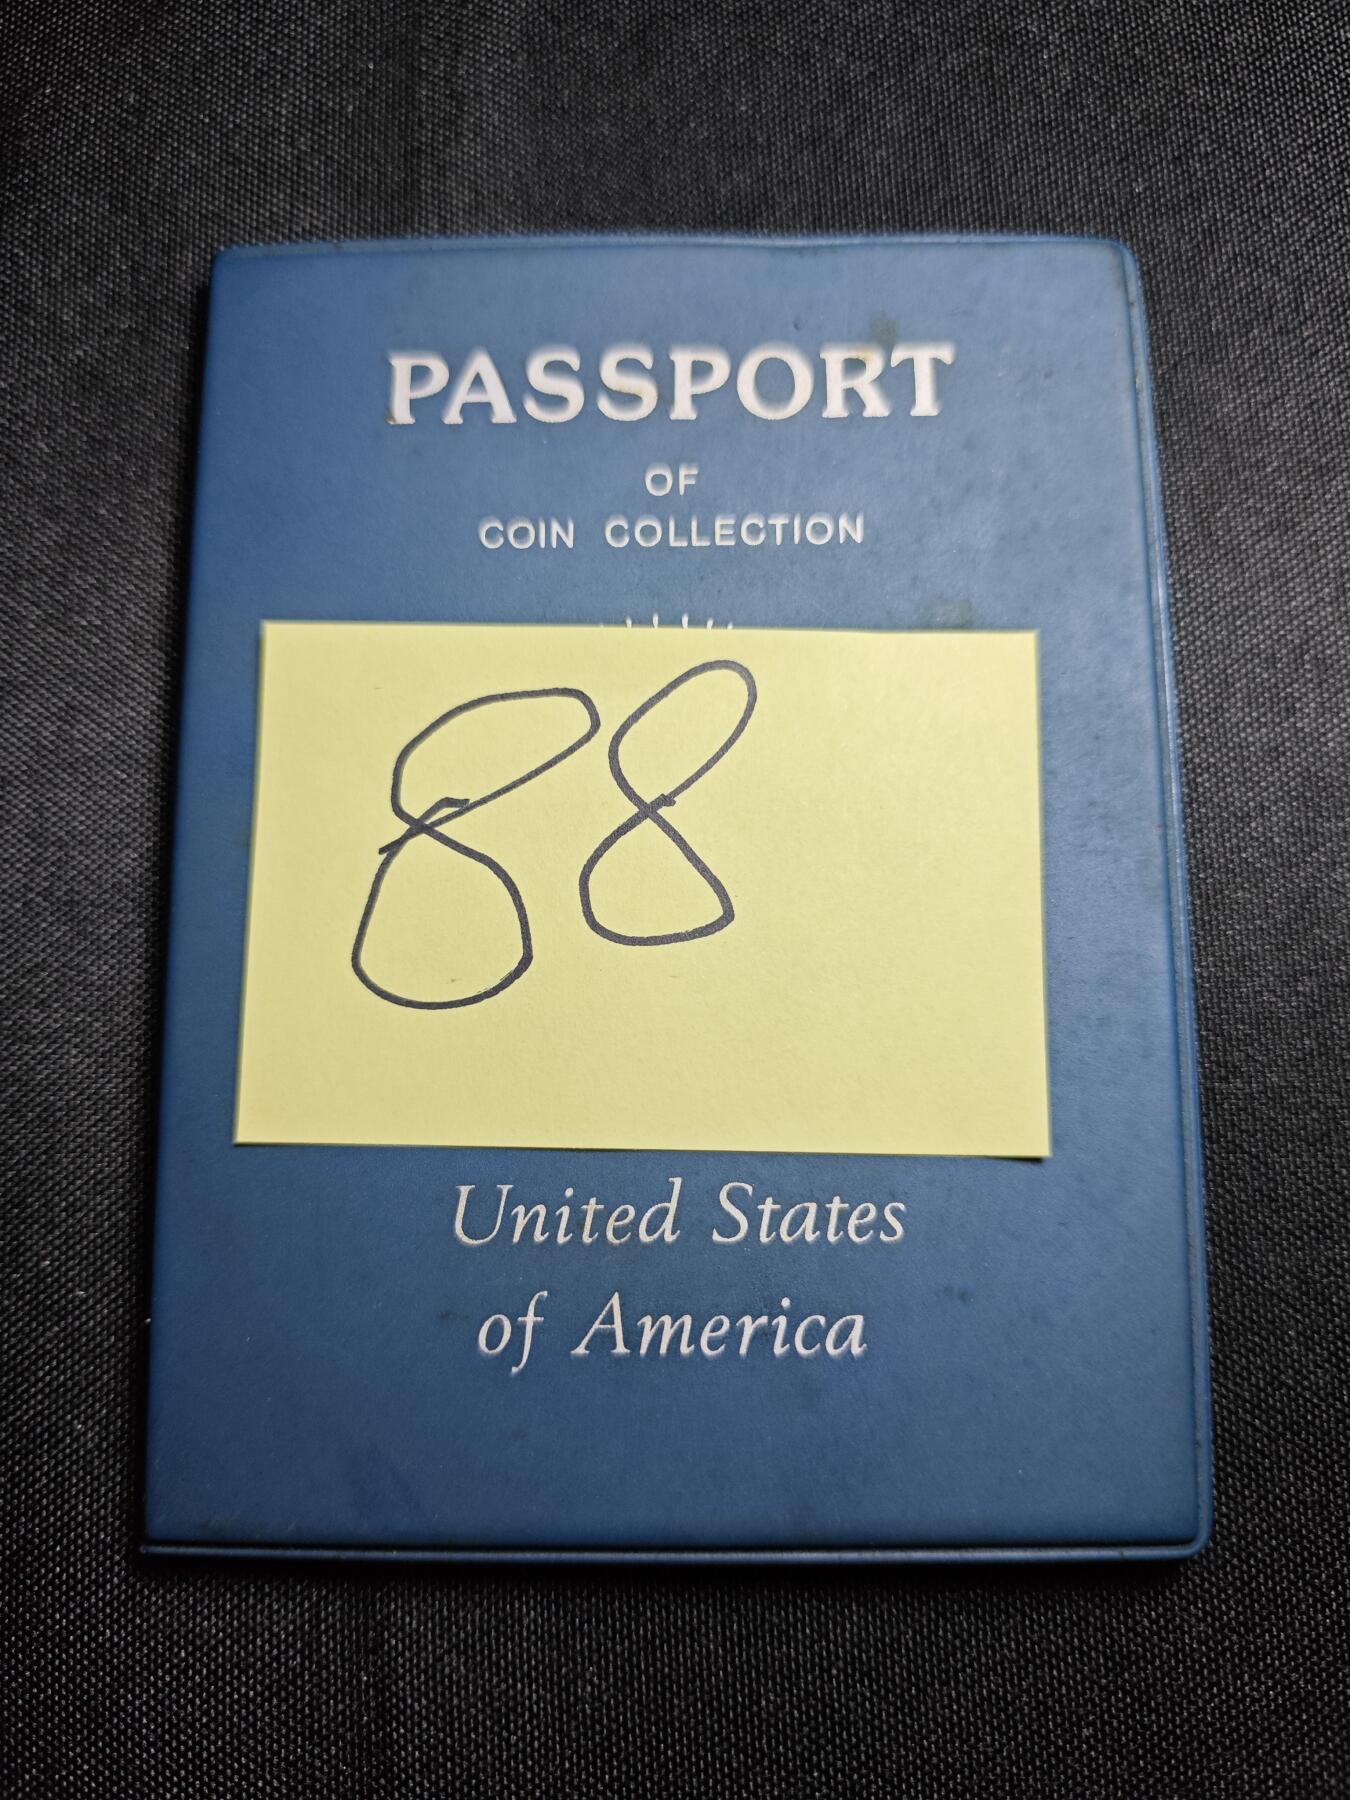 PASSPORT
OF
COIN COLLECTION
88
United States
of America